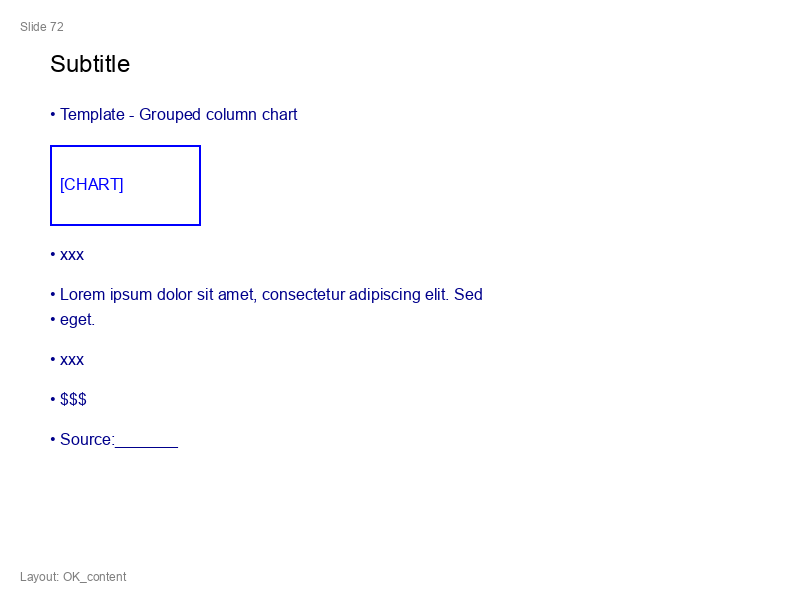 Slide 72
Subtitle
• Template - Grouped column chart
[CHART]
• xxx
• Lorem ipsum dolor sit amet, consectetur adipiscing elit. Sed
• eget.
• xxx
• $$$
• Source:_______
Layout: OK_content